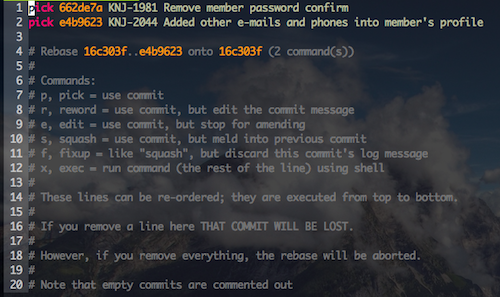 1 pick 662de7a KNJ-1981 Remove member password confirm
2 pick e4b9623 KNJ-2044 Added other e-mails and phones into member's profile
3
4 # Rebase 16c303f..e4b9623 onto 16c303f (2 command(s))
5 #
6 # Commands:
7 # p, pick = use commit
8 # r, reword = use commit, but edit the commit message
9 # e, edit = use commit, but stop for amending
10 # s, squash = use commit, but meld into previous commit
11 # f, fixup = like "squash", but discard this commit's log message
12 # x, exec = run command (the rest of the line) using shell
13 #
14 # These lines can be re-ordered; they are executed from top to bottom.
15 #
16 # If you remove a line here THAT COMMIT WILL BE LOST.
17 #
18 # However, if you remove everything, the rebase will be aborted.
19 #
20 # Note that empty commits are commented out